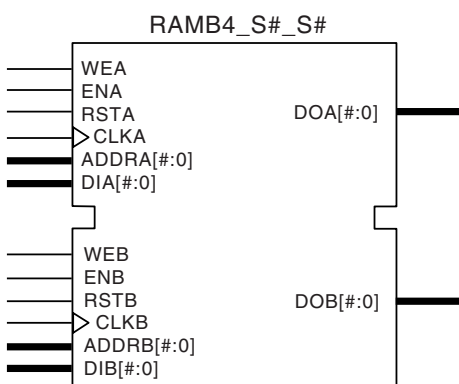 RAMB4_S#_S#
WEA
ENA
RSTA
DOA[#:0]
CLKA
ADDRA[#:0]
DIA[#:0]
WEB
ENB
RSTB
DOB[#:0]
CLKB
ADDRB[#:0]
DIB[#:0]